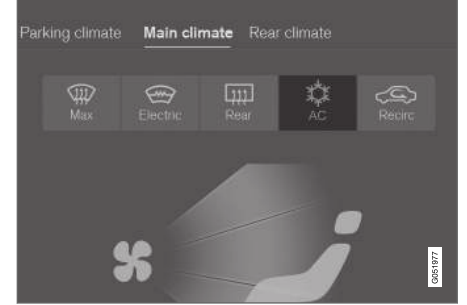 Parking climate Main climate Rear climate
Max Electric Rear AC Recirc
G051977